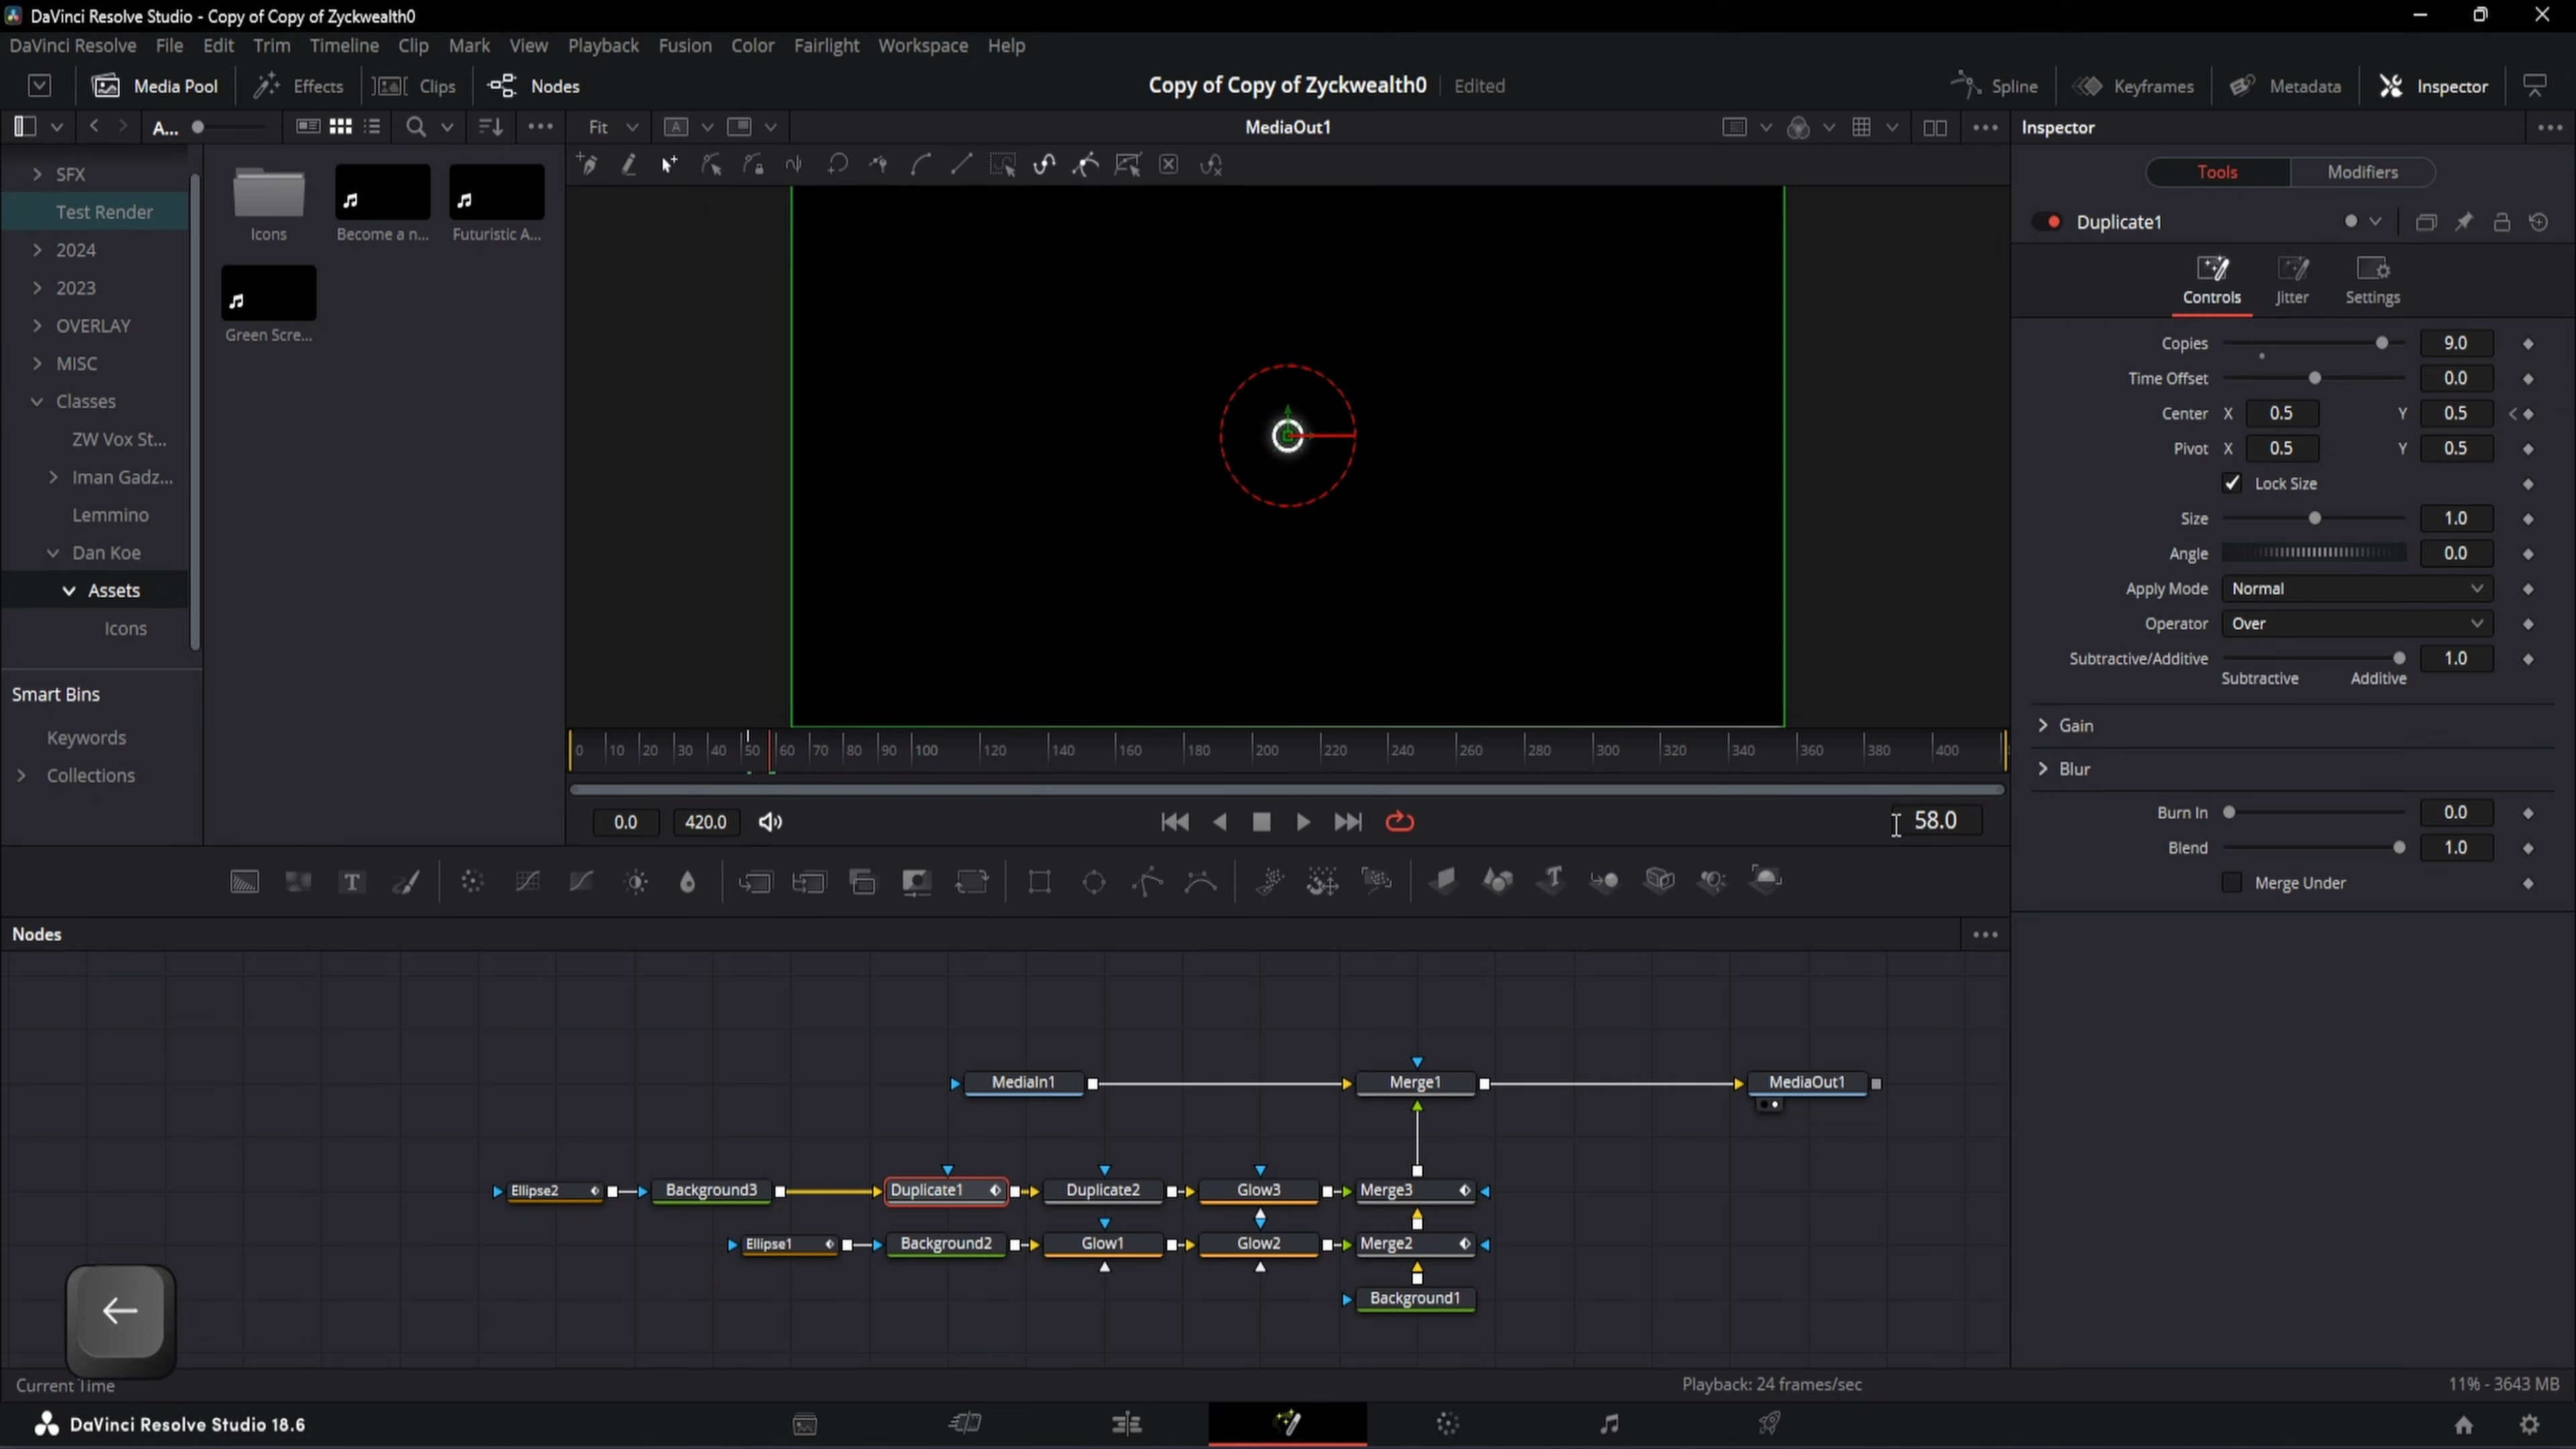 DaVinci Resolve Studio - Copy of Copy of Zyckwealth0
DaVinci Resolve File Edit Trim Timeline Clip Mark View Playback Fusion Color Fairlight Workspace Help
Media Pool Effects Clips Nodes Copy of Copy of Zyckwealth0 Edited Spline Keyframes Metadata Inspector
A... Fit A MediaOut1 Inspector
SFX
Test Render
2024
2023
OVERLAY
MISC
Classes
ZW Vox St...
Iman Gadz...
Lemmino
Dan Koe
Assets
Icons
Smart Bins
Keywords
Collections
Icons
Become a n...
Futuristic A...
Green Scre...
0 10 20 30 40 50 60 70 80 90 100 120 140 160 180 200 220 240 260 280 300 320 340 360 380 400
0.0 420.0 58.0
T
T
Tools Modifiers
Duplicate1
Controls Jitter Settings
Copies 9.0
Time Offset 0.0
Center X 0.5 Y 0.5
Pivot X 0.5 Y 0.5
Lock Size
Size 1.0
Angle 0.0
Apply Mode Normal
Operator Over
Subtractive/Additive 1.0
Subtractive Additive
Gain
Blur
Burn In 0.0
Blend 1.0
Merge Under
Nodes
MediaIn1 Merge1 MediaOut1
Ellipse2 Background3 Duplicate1 Duplicate2 Glow3 Merge3
Ellipse1 Background2 Glow1 Glow2 Merge2
Background1
Current Time Playback: 24 frames/sec 11% - 3643 MB
DaVinci Resolve Studio 18.6